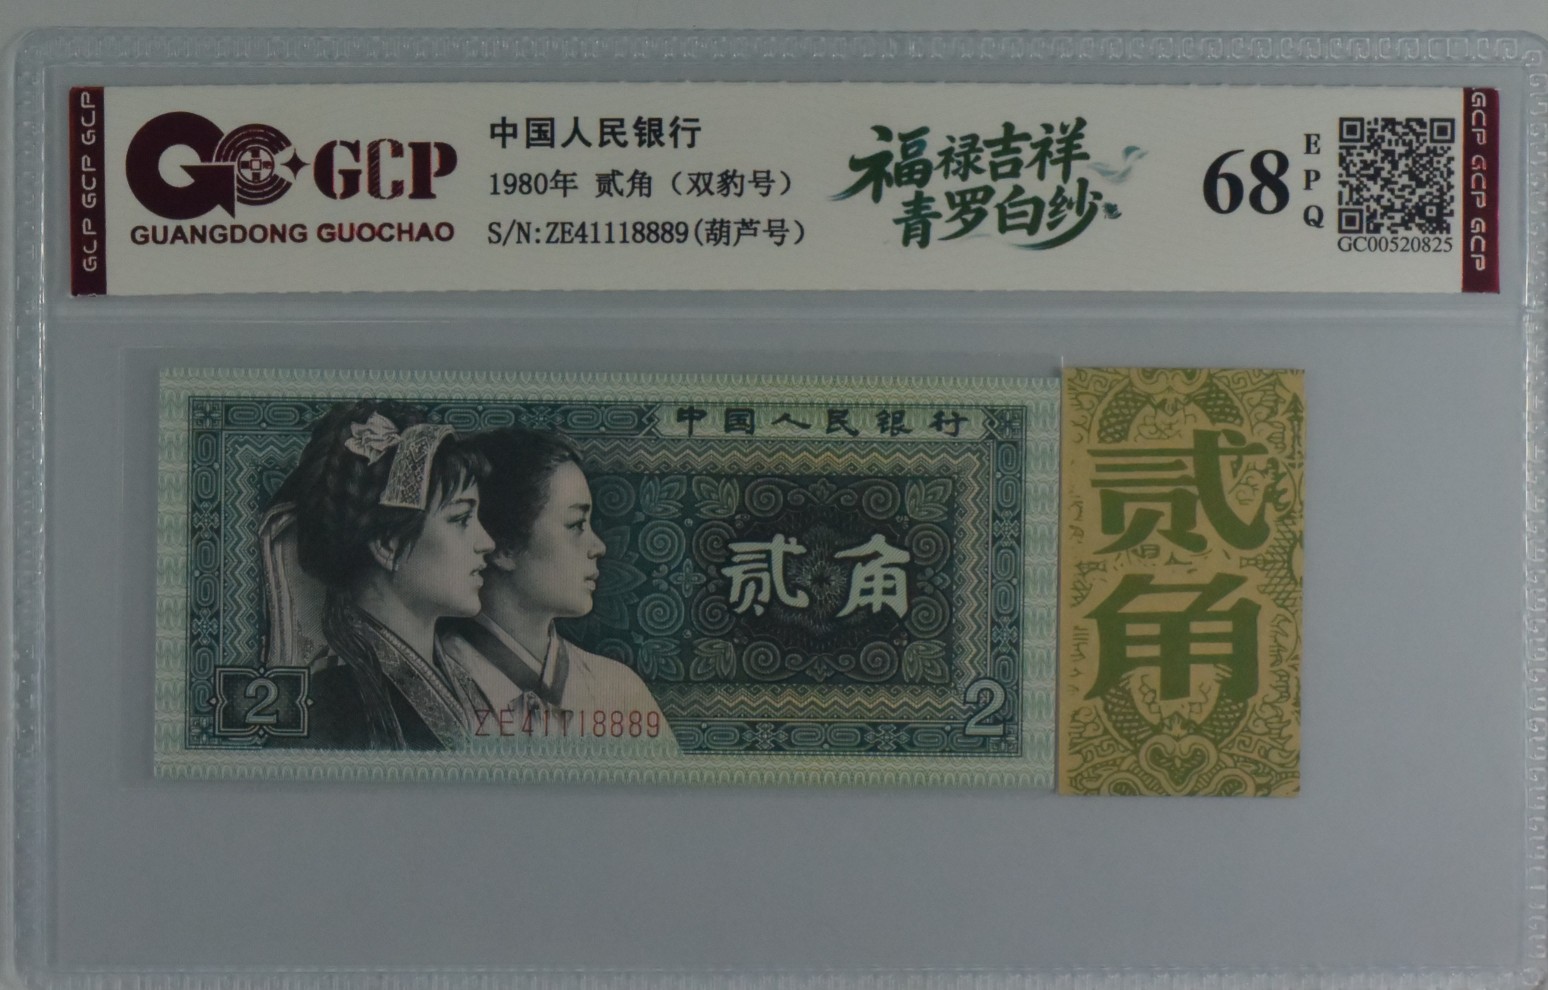 GCP GCP GCP
GCP
GUANGDONG GUOCHAO
中国人民银行
1980年 贰角（双豹号）
S/N:ZE41118889(葫芦号)
福禄吉祥
青罗白纱
68
EPQ
GC00520825
GCP GCP GCP
中国人民银行
贰角
2
ZE41118889
2
贰角